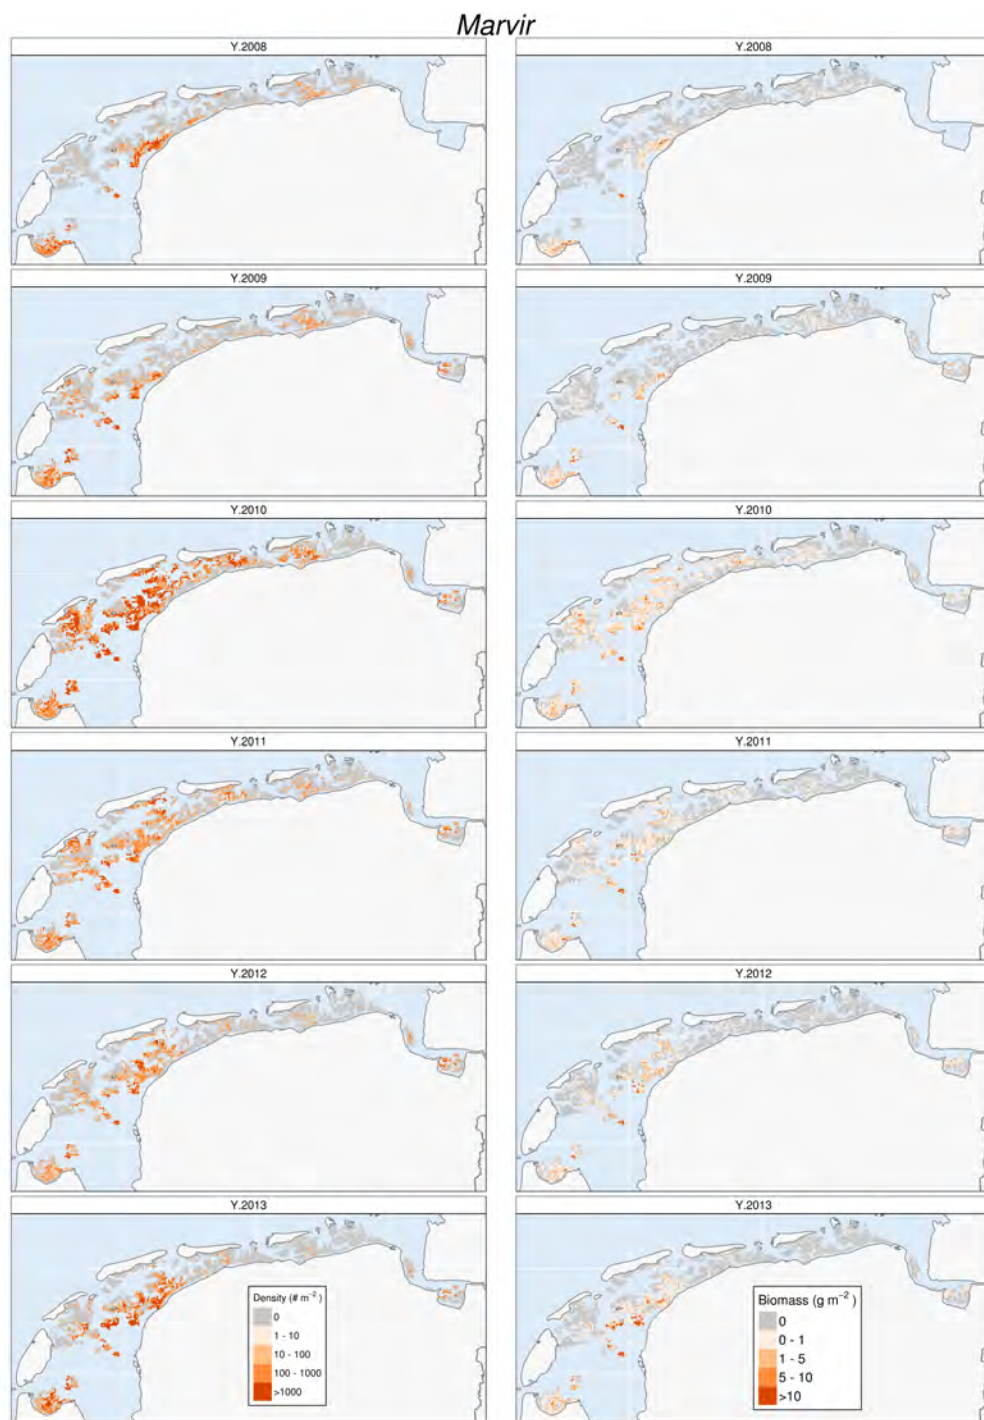 Marvir
Y.2008
Y.2008
Y.2009
Y.2009
Y.2010
Y.2010
Y.2011
Y.2011
Y.2012
Y.2012
Y.2013
Y.2013
Density (# m⁻²)
0
1 - 10
10 - 100
100 - 1000
>1000
Biomass (g m⁻²)
0
0 - 1
1 - 5
5 - 10
>10